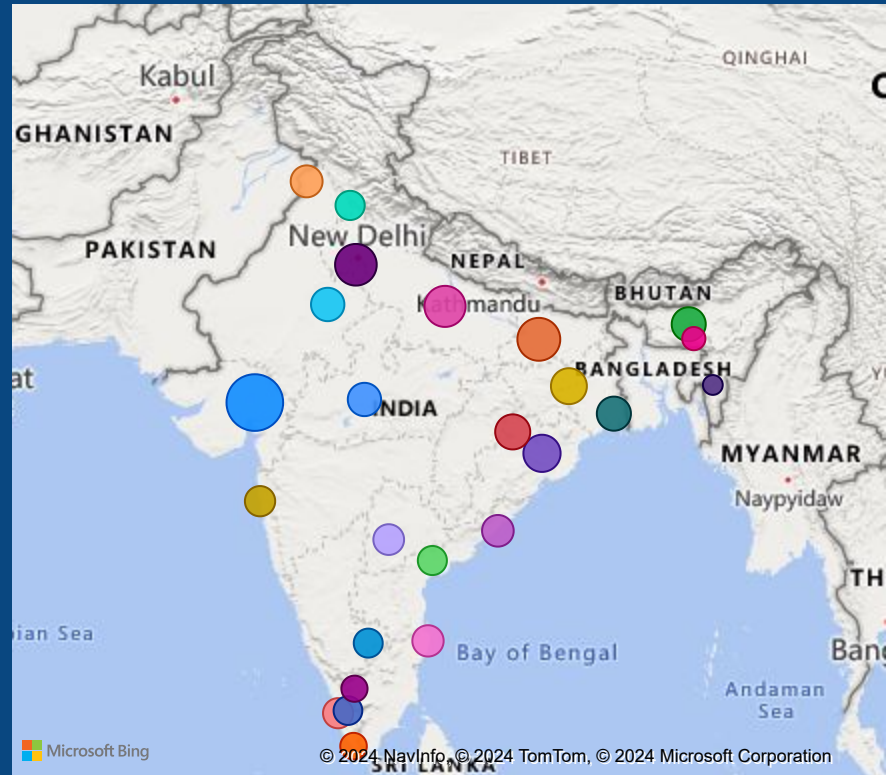 QINGHAI
Kabul
GHANISTAN
TIBET
New Delhi
PAKISTAN
NEPAL
BHUTAN
Kathmandu
BANGLADESH
at
INDIA
MYANMAR
Naypyidaw
TH
ian Sea
Bay of Bengal
Bang
Andaman
Sea
Microsoft Bing
© 2024 NavInfo, © 2024 TomTom, © 2024 Microsoft Corporation
SRI LANKA